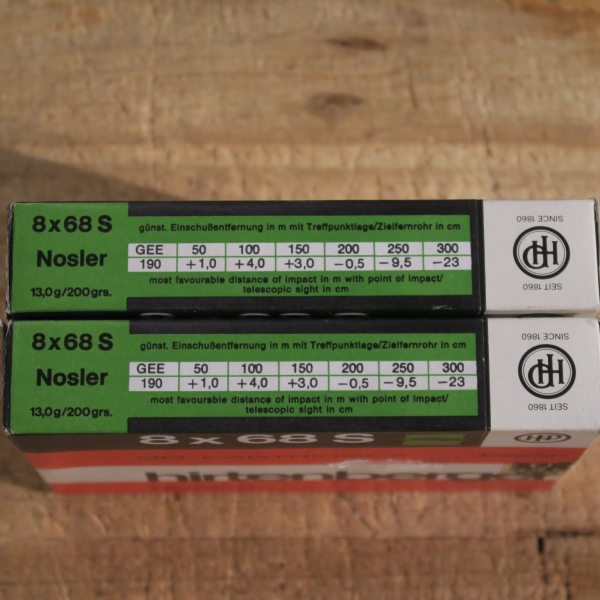 8x68 S
Nosler
13,0g/200grs.
günst. Einschußentfernung in m mit Treffpunktlage/Zielfernrohr in cm
GEE 50 100 150 200 250 300
190 +1,0 +4,0 +3,0 −0,5 −9,5 −23
most favourable distance of impact in m with point of impact/
telescopic sight in cm
SINCE 1860
HP
SEIT 1860
8x68 S
Nosler
13,0g/200grs.
günst. Einschußentfernung in m mit Treffpunktlage/Zielfernrohr in cm
GEE 50 100 150 200 250 300
190 +1,0 +4,0 +3,0 −0,5 −9,5 −23
most favourable distance of impact in m with point of impact/
telescopic sight in cm
SINCE 1860
HP
SEIT 1860
8 x 68 S